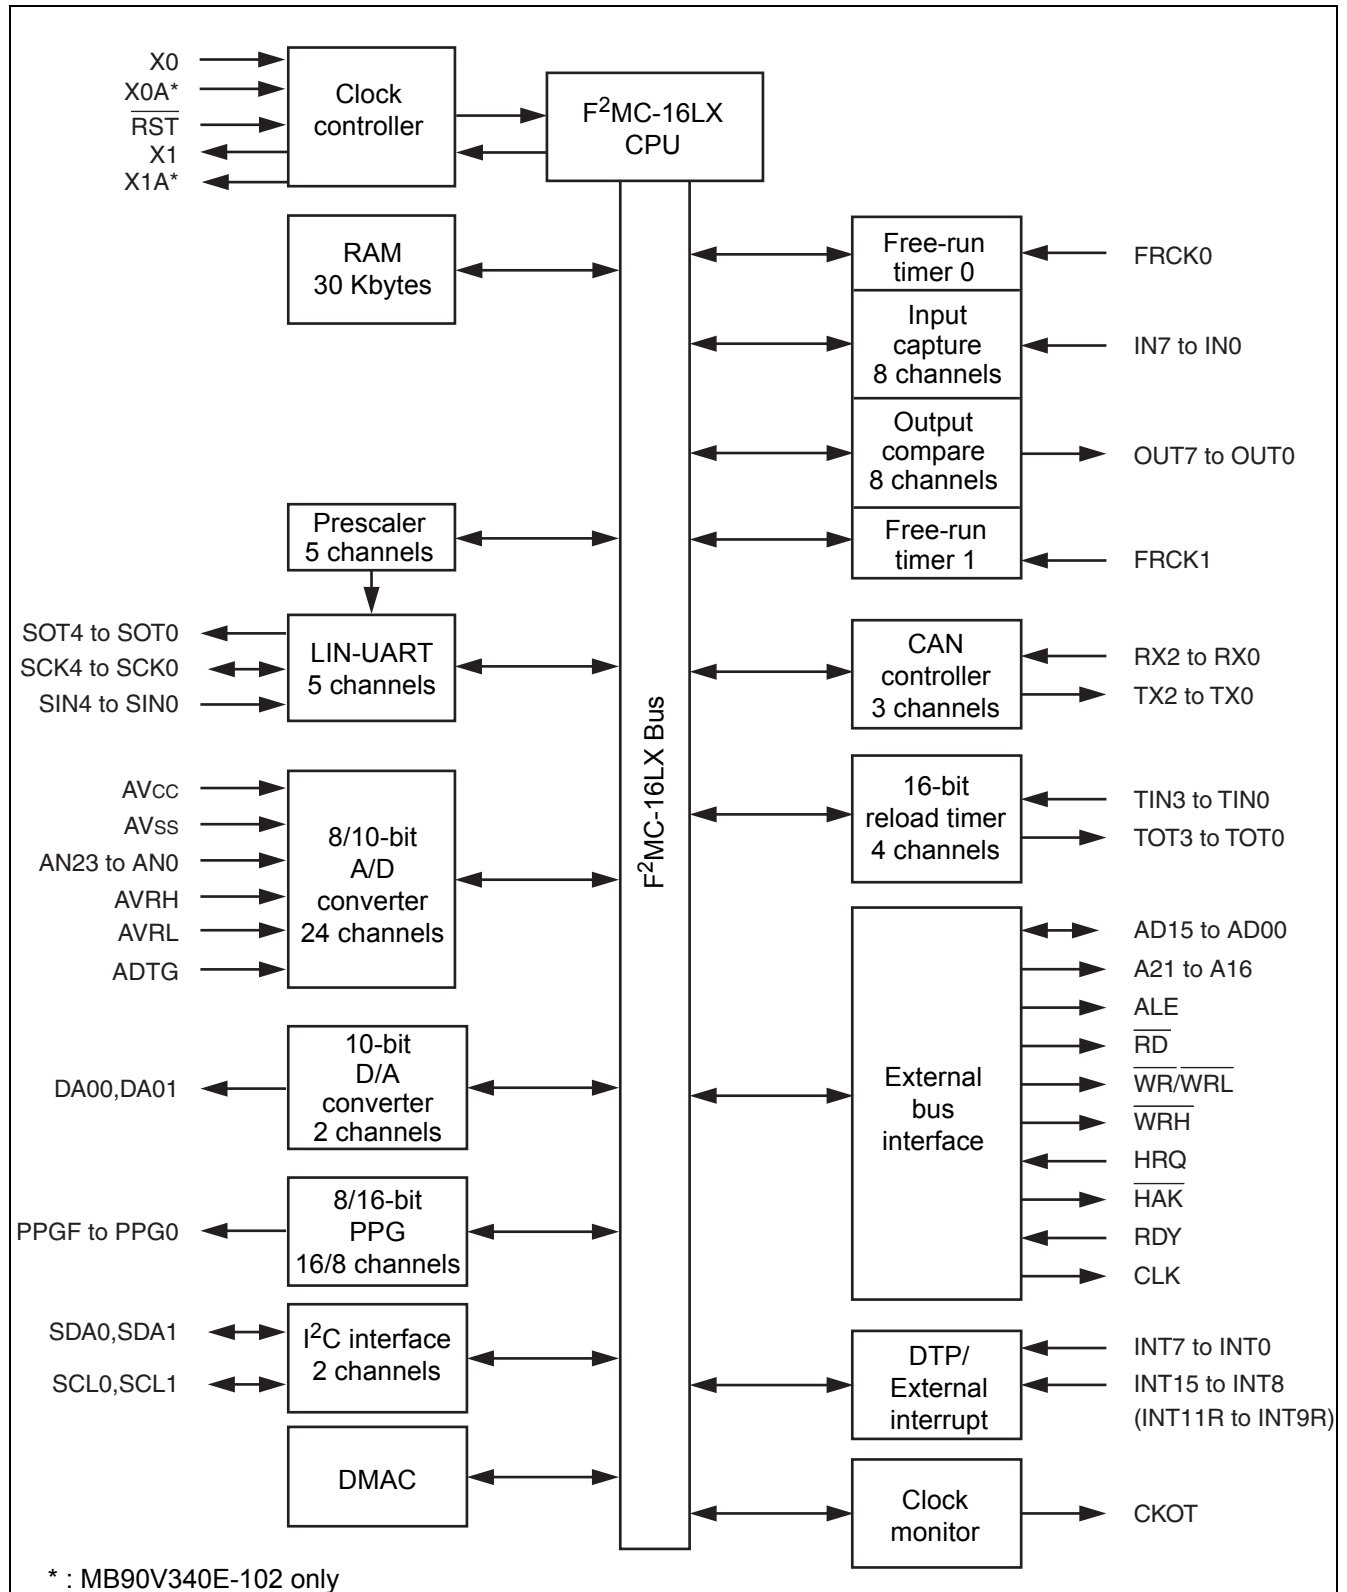 X0
X0A*
RST
X1
X1A*
Clock
controller
F2MC-16LX
CPU
RAM
30 Kbytes
Free-run
timer 0
FRCK0
Input
capture
8 channels
IN7 to IN0
Output
compare
8 channels
OUT7 to OUT0
Free-run
timer 1
FRCK1
Prescaler
5 channels
SOT4 to SOT0
SCK4 to SCK0
SIN4 to SIN0
LIN-UART
5 channels
CAN
controller
3 channels
RX2 to RX0
TX2 to TX0
F2MC-16LX Bus
AVCC
AVSS
AN23 to AN0
AVRH
AVRL
ADTG
8/10-bit
A/D
converter
24 channels
16-bit
reload timer
4 channels
TIN3 to TIN0
TOT3 to TOT0
DA00,DA01
10-bit
D/A
converter
2 channels
External
bus
interface
AD15 to AD00
A21 to A16
ALE
RD
WR/WRL
WRH
HRQ
HAK
RDY
CLK
PPGF to PPG0
8/16-bit
PPG
16/8 channels
SDA0,SDA1
SCL0,SCL1
I2C interface
2 channels
DTP/
External
interrupt
INT7 to INT0
INT15 to INT8
(INT11R to INT9R)
DMAC
Clock
monitor
CKOT
* : MB90V340E-102 only